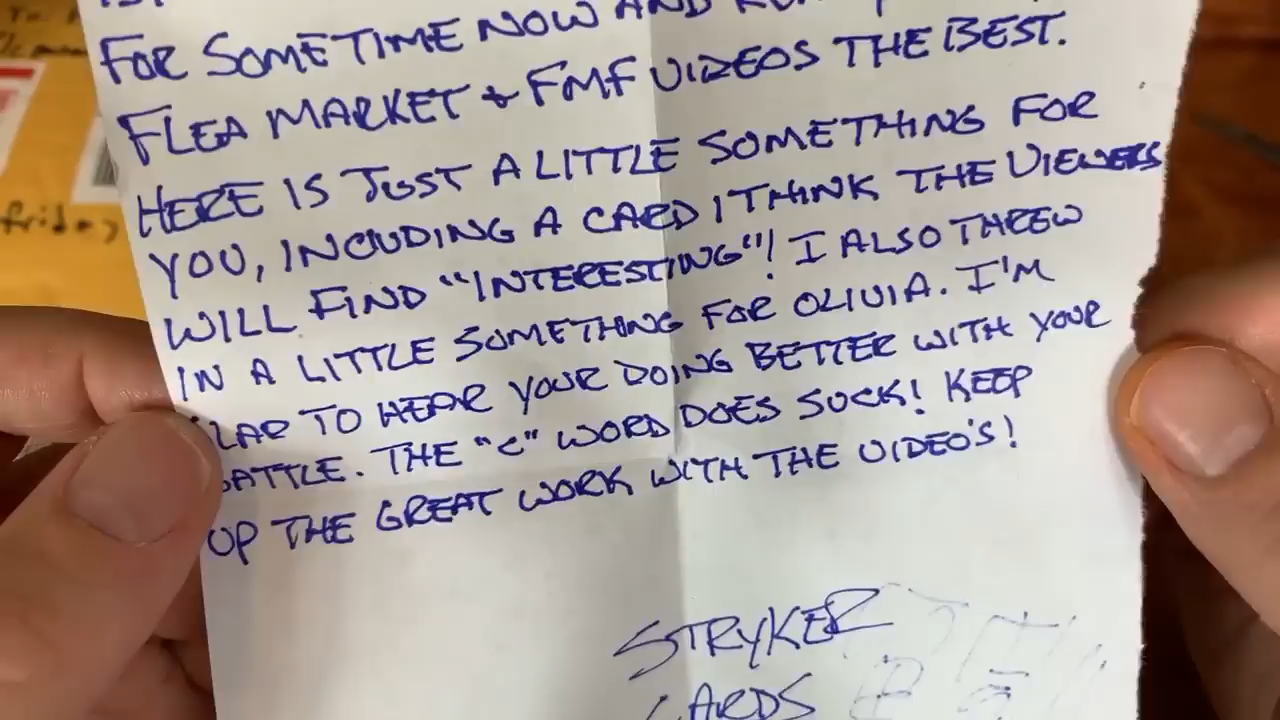 FOR SOMETIME NOW AND
FLEA MARKET + FMF VIDEOS THE BEST.
HERE IS JUST A LITTLE SOMETHING FOR
YOU, INCLUDING A CARD I THINK THE VIEWERS
WILL FIND "INTERESTING"! I ALSO THREW
IN A LITTLE SOMETHING FOR OLIVIA. I'M
GLAD TO HEAR YOUR DOING BETTER WITH YOUR
BATTLE. THE "C" WORD DOES SUCK! KEEP
UP THE GREAT WORK WITH THE VIDEO'S!
STRYKER
CARDS
friday